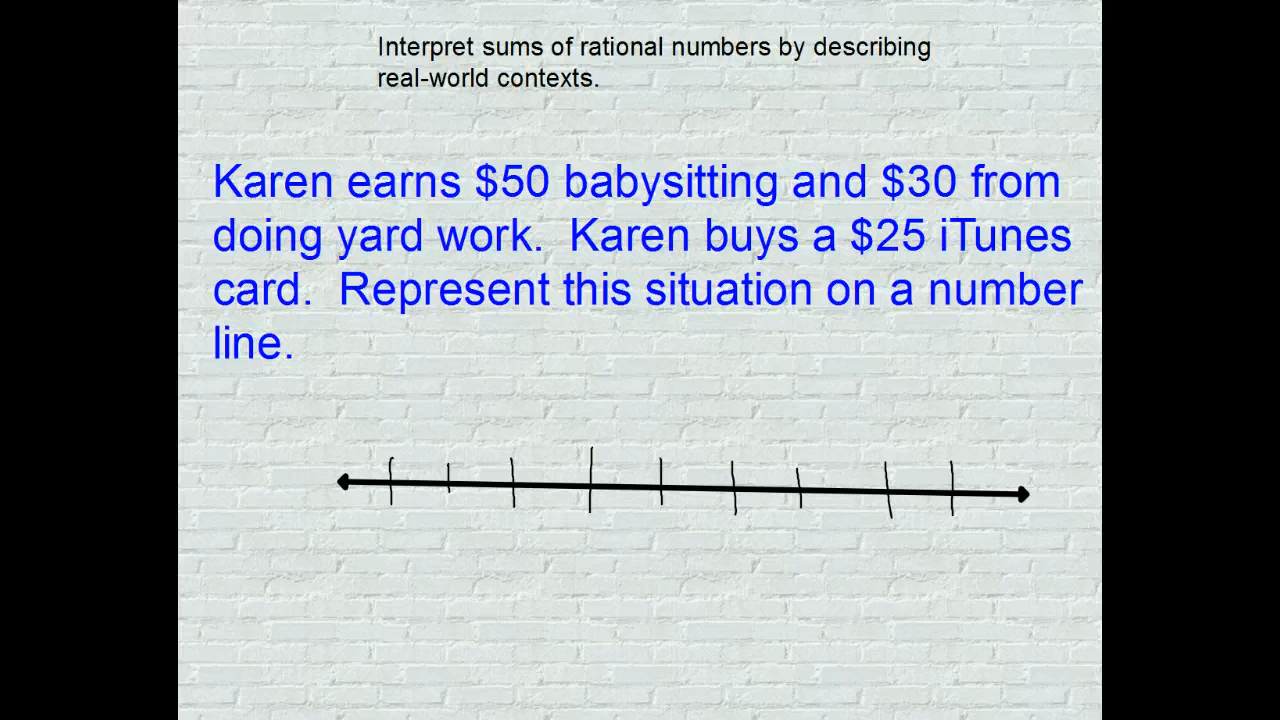 Interpret sums of rational numbers by describing
real-world contexts.
Karen earns $50 babysitting and $30 from
doing yard work.  Karen buys a $25 iTunes
card.  Represent this situation on a number
line.